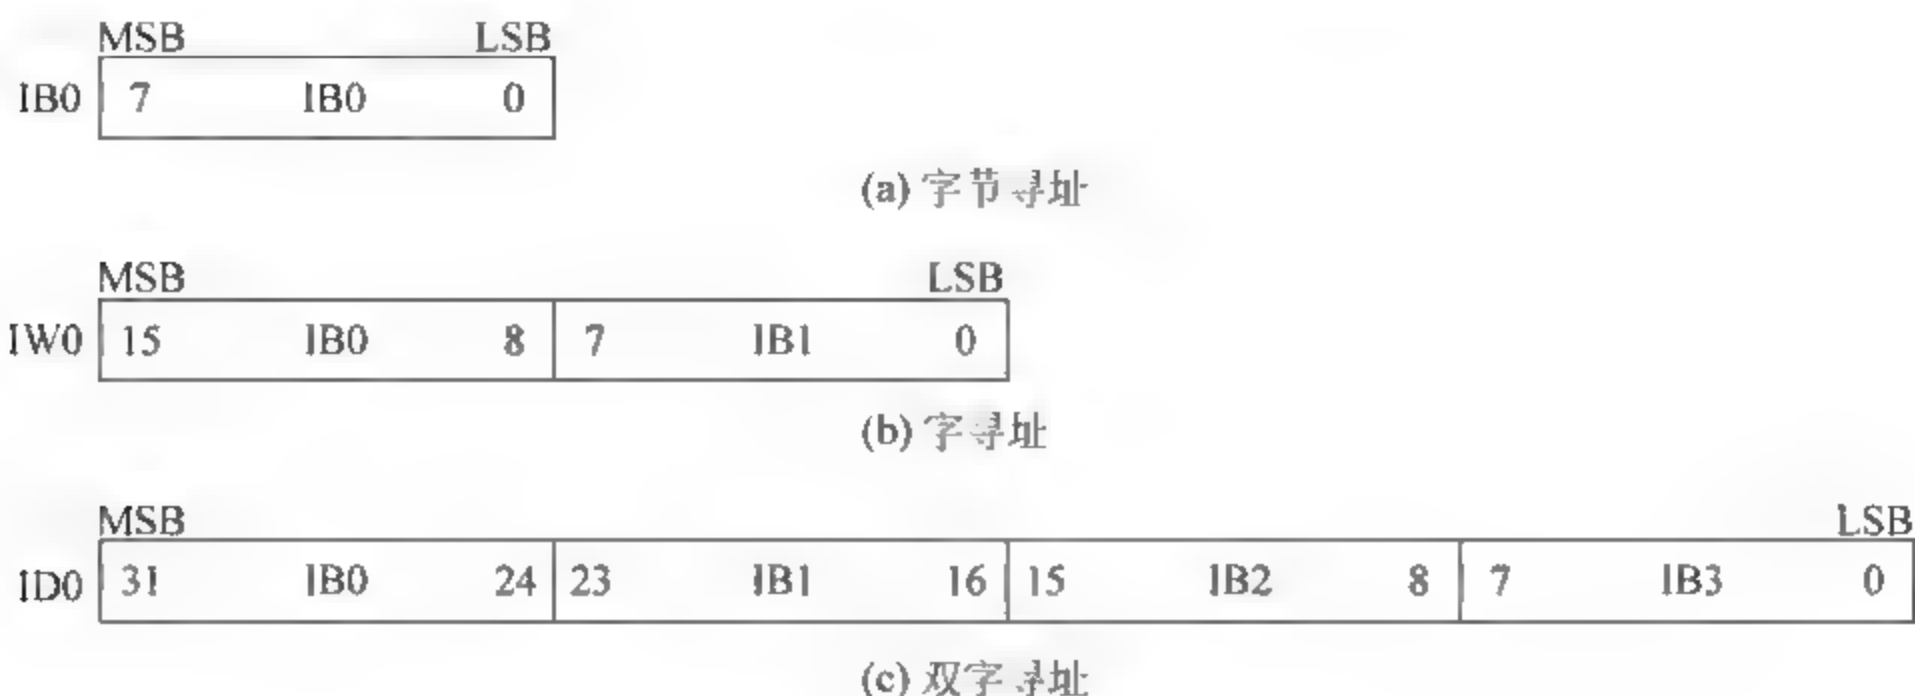 MSB LSB
IB0 7 IB0 0
(a) 字节寻址
MSB LSB
IW0 15 IB0 8 7 IB1 0
(b) 字寻址
MSB LSB
ID0 31 IB0 24 23 IB1 16 15 IB2 8 7 IB3 0
(c) 双字寻址